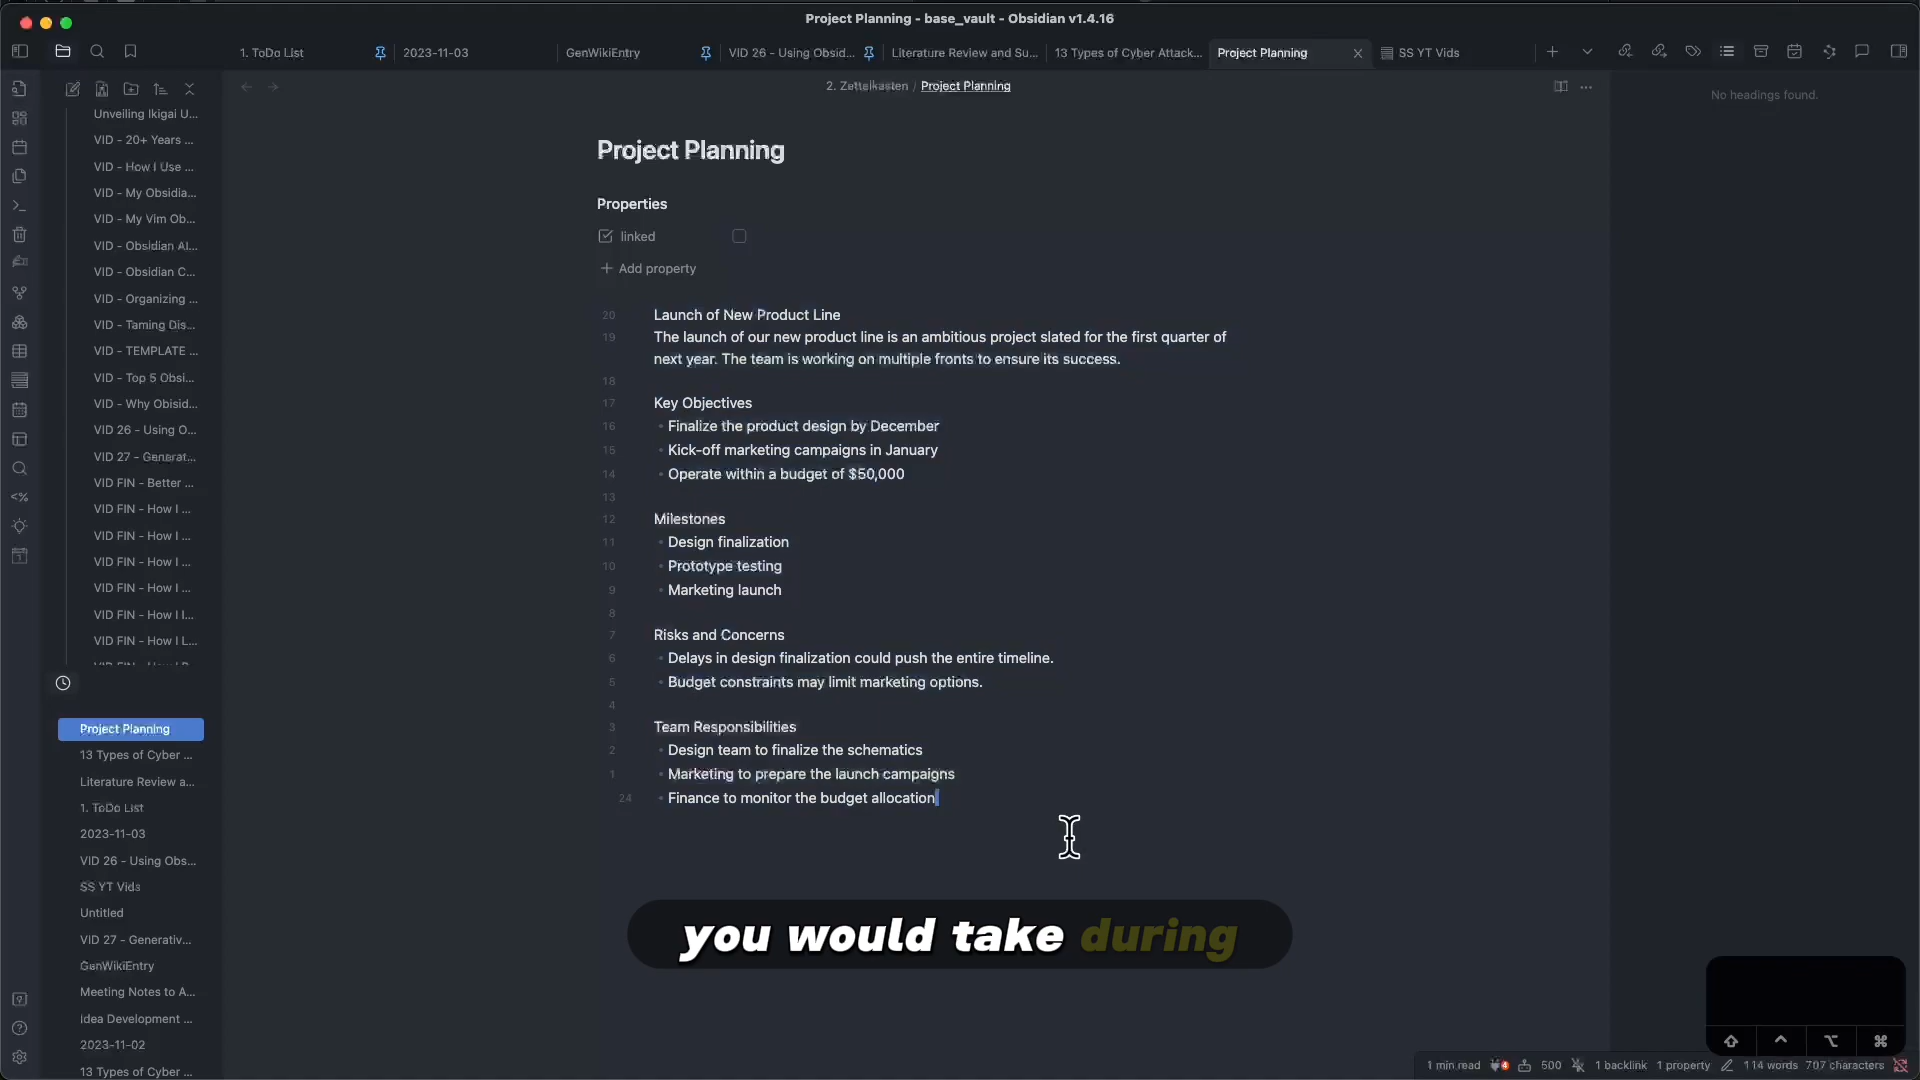 Project Planning - base_vault - Obsidian v1.4.16
1. ToDo List
2023-11-03
GenWikiEntry
VID 26 - Using Obsid...
Literature Review and Su...
13 Types of Cyber Attack...
Project Planning
SS YT Vids
2. Zettelkasten / Project Planning
No headings found.
Unveiling Ikigai U...
VID - 20+ Years ...
VID - How I Use ...
VID - My Obsidia...
VID - My Vim Ob...
VID - Obsidian AI...
VID - Obsidian C...
VID - Organizing ...
VID - Taming Dis...
VID - TEMPLATE ...
VID - Top 5 Obsi...
VID - Why Obisid...
VID 26 - Using O...
VID 27 - Generat...
VID FIN - Better ...
VID FIN - How I ...
VID FIN - How I ...
VID FIN - How I ...
VID FIN - How I ...
VID FIN - How I I...
VID FIN - How I L...
Project Planning
13 Types of Cyber ...
Literature Review a...
1. ToDo List
2023-11-03
VID 26 - Using Obs...
SS YT Vids
Untitled
VID 27 - Generativ...
GenWikiEntry
Meeting Notes to A...
Idea Development ...
2023-11-02
13 Types of Cyber ...
Project Planning
Properties
linked
Add property
20 Launch of New Product Line
19 The launch of our new product line is an ambitious project slated for the first quarter of
next year. The team is working on multiple fronts to ensure its success.
18
17 Key Objectives
16 • Finalize the product design by December
15 • Kick-off marketing campaigns in January
14 • Operate within a budget of $50,000
13
12 Milestones
11 • Design finalization
10 • Prototype testing
9 • Marketing launch
8
7 Risks and Concerns
6 • Delays in design finalization could push the entire timeline.
5 • Budget constraints may limit marketing options.
4
3 Team Responsibilities
2 • Design team to finalize the schematics
1 • Marketing to prepare the launch campaigns
24 • Finance to monitor the budget allocation
you would take during
1 min read 4 500 1 backlink 1 property 114 words 707 characters